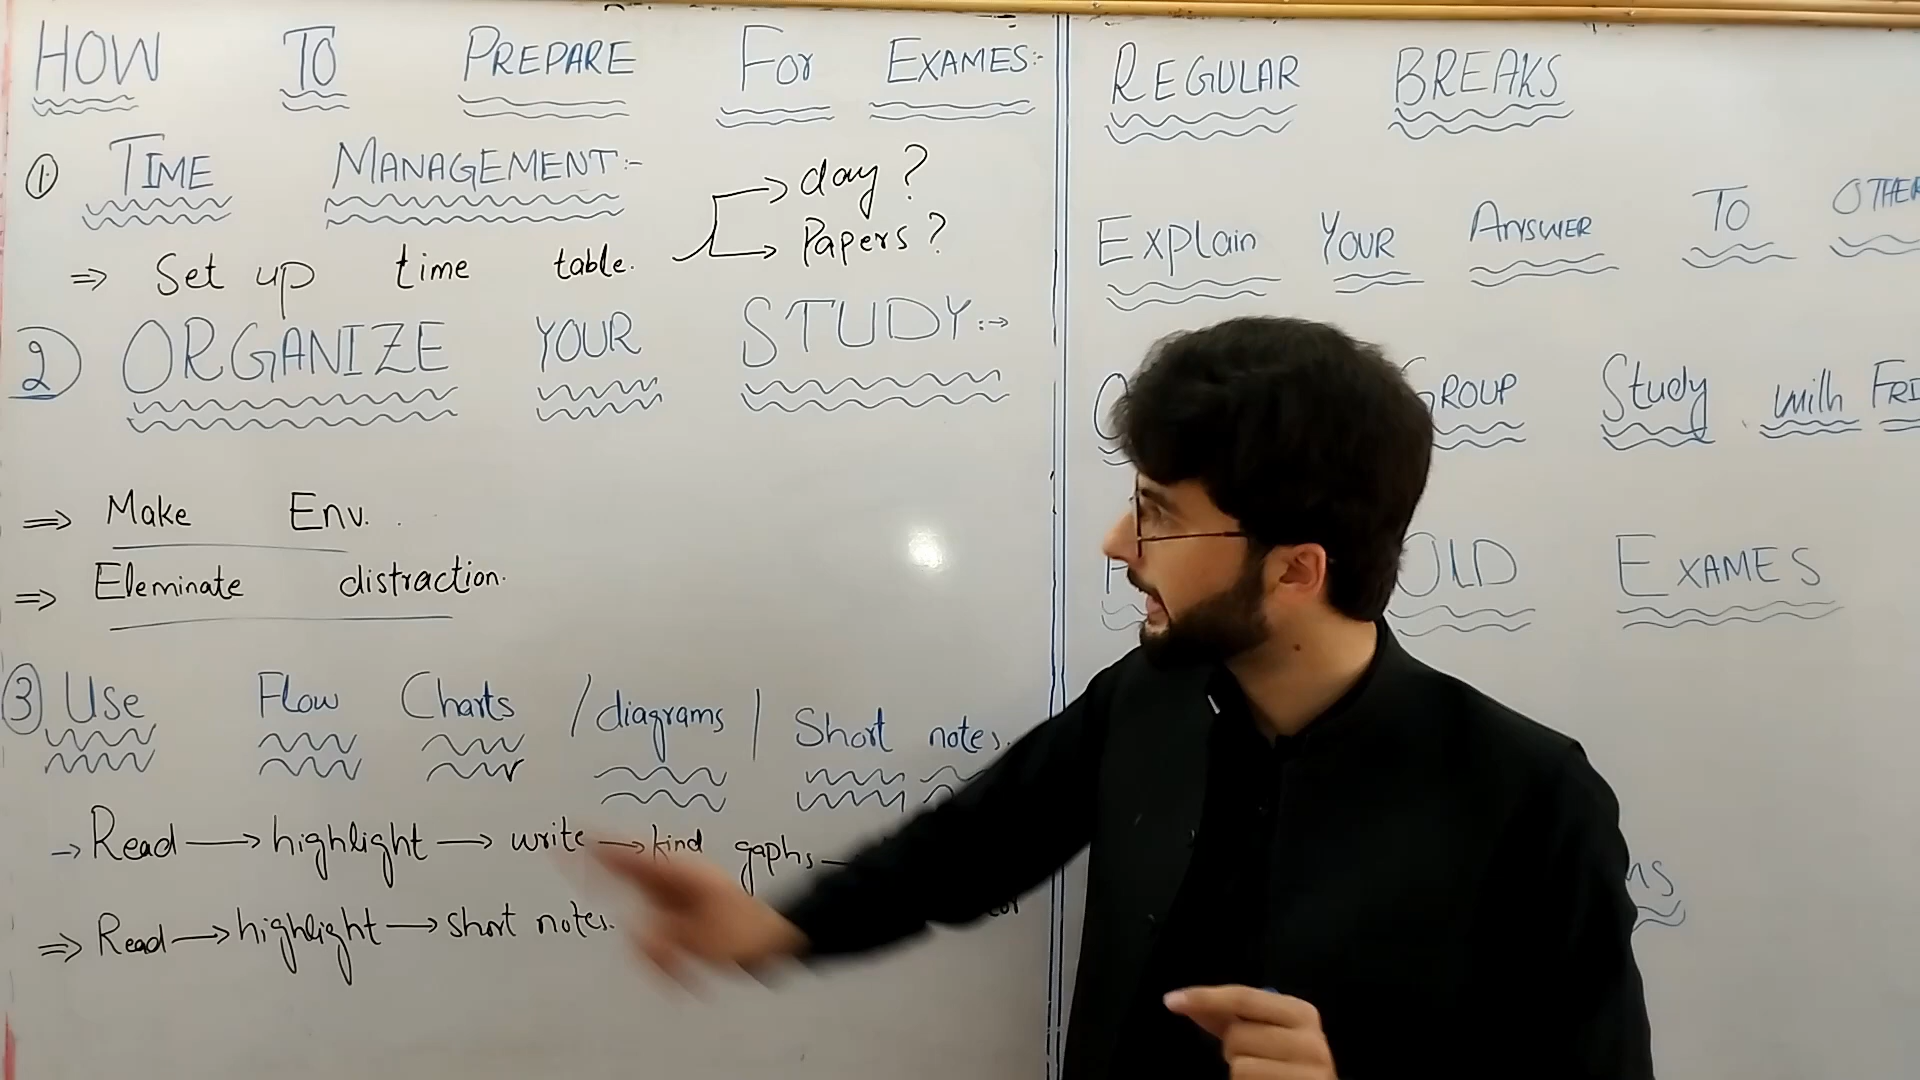 HOW TO PREPARE For EXAMES:-
① TIME MANAGEMENT:-
day ?
⇒ Set up time table. Papers ?
2) ORGANIZE YOUR STUDY:→
⇒ Make Env.
⇒ Eleminate distraction.
③ Use Flow Charts / diagrams / Short notes.
→ Read → highlight → write → kind gaphs
⇒ Read → highlight → short notes.
REGULAR BREAKS
Explain YOUR ANSWER TO
GROUP Study with
OLD EXAMES